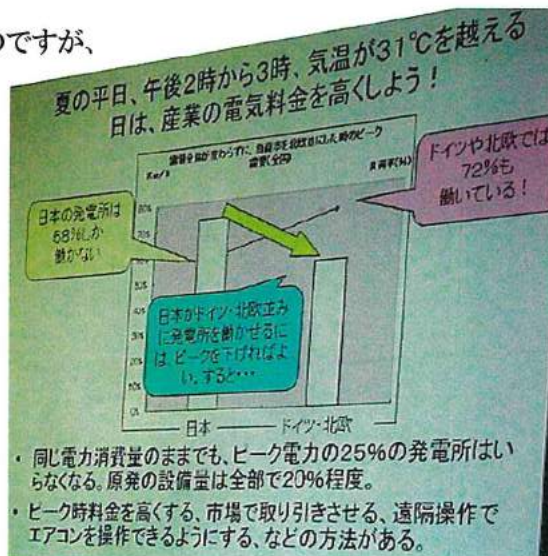 のですが、
夏の平日、午後2時から3時、気温が31℃を越える
日は、産業の電気料金を高くしよう！
ドイツや北欧では
72%も
働いている！
日本の発電所は
58%しか
働かない
80%
70%
日本がドイツ・北欧並み
に発電所を働かせるに
は、ピークを下げればよ
い。すると・・・
40%
30%
20%
10%
0%
日本
ドイツ・北欧
・同じ電力消費量のままでも、ピーク電力の25%の発電所はい
らなくなる。原発の設備量は全部で20%程度。
・ピーク時料金を高くする、市場で取り引きさせる、遠隔操作で
エアコンを操作できるようにする、などの方法がある。